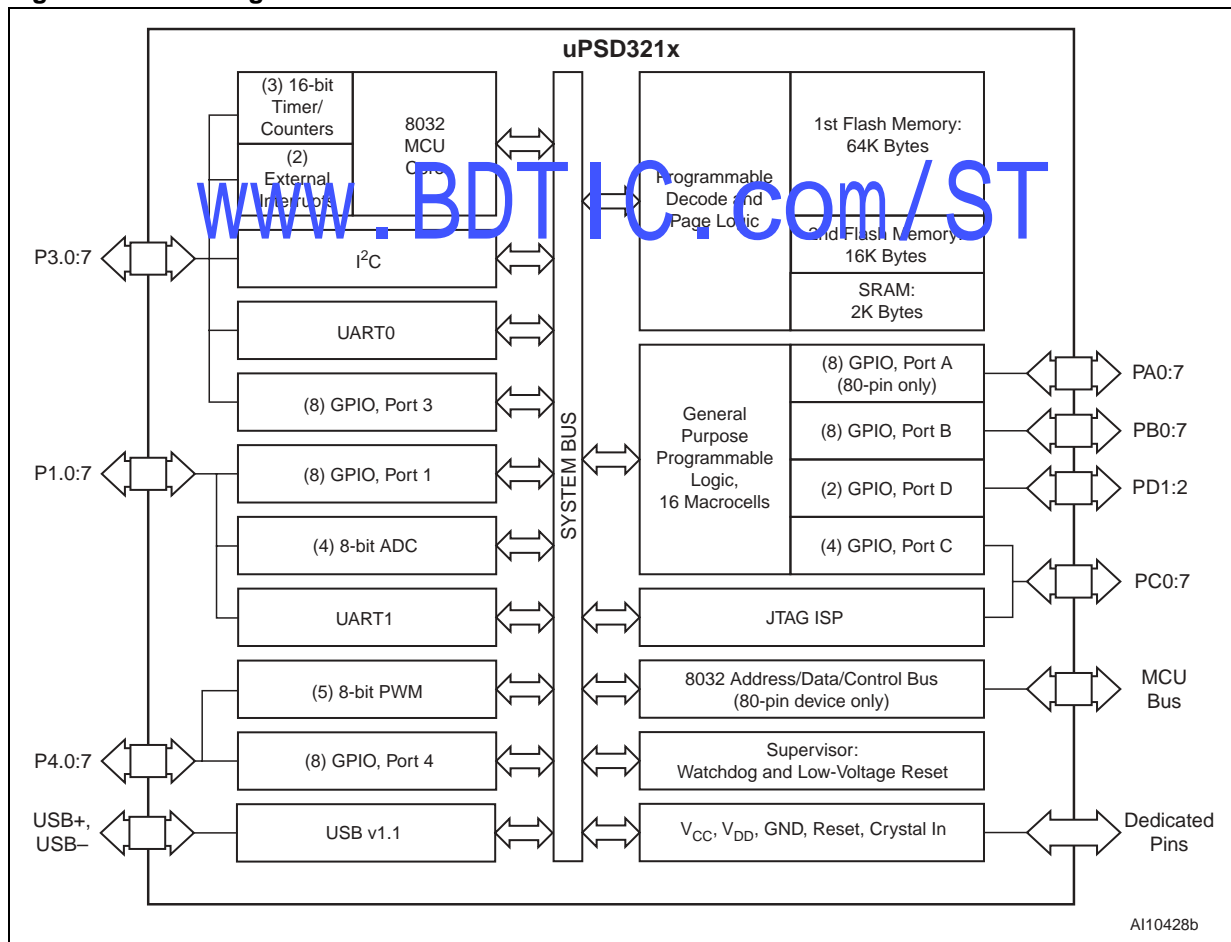 uPSD321x
(3) 16-bit
Timer/
Counters
(2)
External
Interrupts
8032
MCU
Core
I²C
UART0
(8) GPIO, Port 3
(8) GPIO, Port 1
(4) 8-bit ADC
UART1
(5) 8-bit PWM
(8) GPIO, Port 4
USB v1.1
P3.0:7
P1.0:7
P4.0:7
USB+,
USB–
SYSTEM BUS
Programmable
Decode and
Page Logic
1st Flash Memory:
64K Bytes
2nd Flash Memory:
16K Bytes
SRAM:
2K Bytes
General
Purpose
Programmable
Logic,
16 Macrocells
(8) GPIO, Port A
(80-pin only)
(8) GPIO, Port B
(2) GPIO, Port D
(4) GPIO, Port C
JTAG ISP
8032 Address/Data/Control Bus
(80-pin device only)
Supervisor:
Watchdog and Low-Voltage Reset
VCC, VDD, GND, Reset, Crystal In
PA0:7
PB0:7
PD1:2
PC0:7
MCU
Bus
Dedicated
Pins
www.BDTIC.com/ST
AI10428b